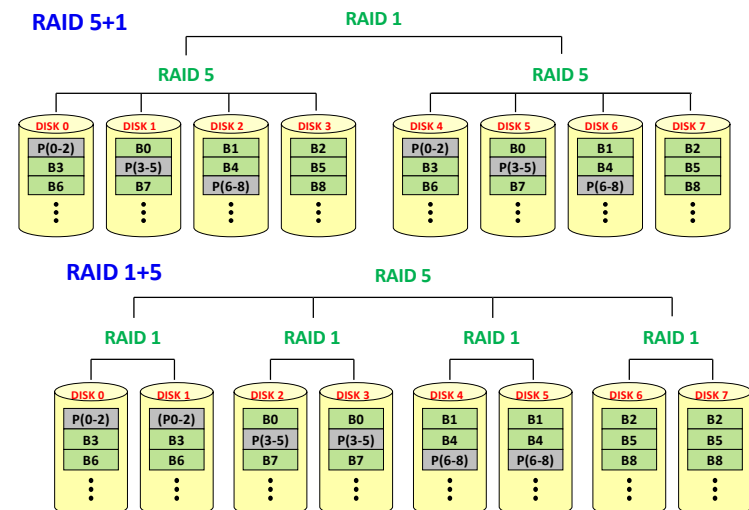 RAID 5+1
RAID 1
RAID 5 RAID 5
DISK 0 DISK 1 DISK 2 DISK 3 DISK 4 DISK 5 DISK 6 DISK 7
P(0-2) B0 B1 B2 P(0-2) B0 B1 B2
B3 P(3-5) B4 B5 B3 P(3-5) B4 B5
B6 B7 P(6-8) B8 B6 B7 P(6-8) B8
RAID 1+5
RAID 5
RAID 1 RAID 1 RAID 1 RAID 1
DISK 0 DISK 1 DISK 2 DISK 3 DISK 4 DISK 5 DISK 6 DISK 7
P(0-2) (P0-2) B0 B0 B1 B1 B2 B2
B3 B3 P(3-5) P(3-5) B4 B4 B5 B5
B6 B6 B7 B7 P(6-8) P(6-8) B8 B8